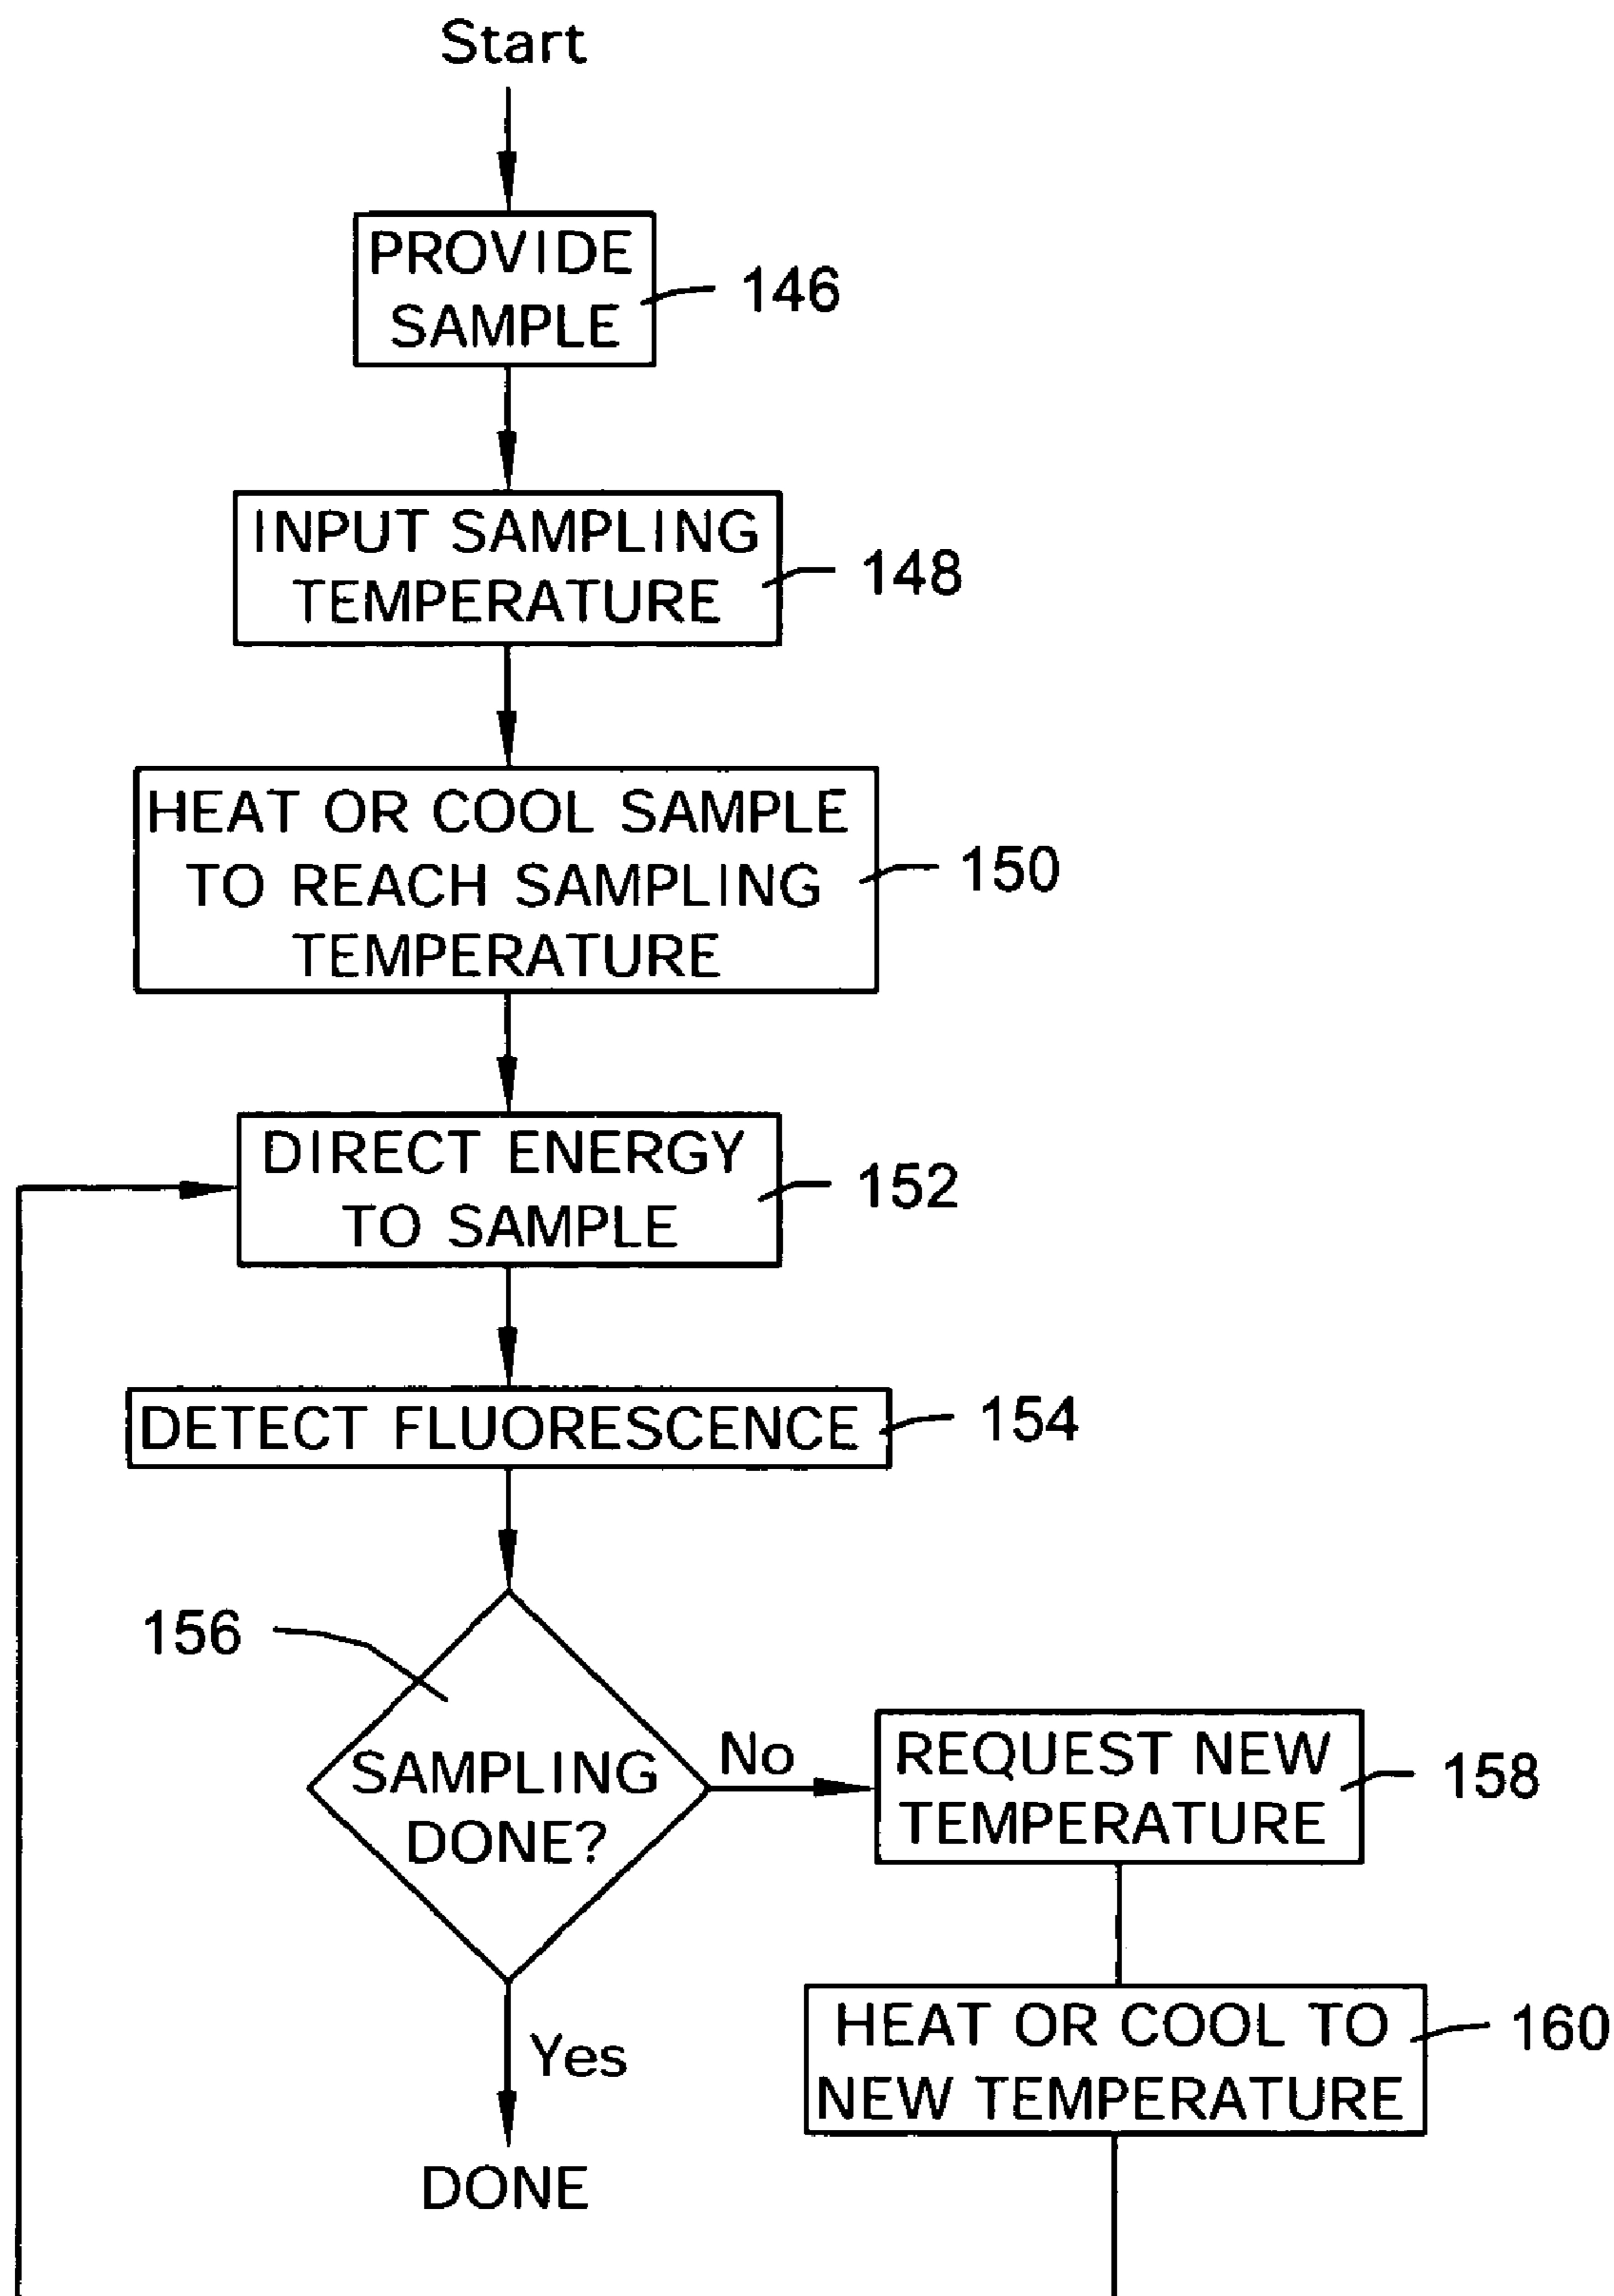 Start
PROVIDE
SAMPLE
146
INPUT SAMPLING
TEMPERATURE
148
HEAT OR COOL SAMPLE
TO REACH SAMPLING
TEMPERATURE
150
DIRECT ENERGY
TO SAMPLE
152
DETECT FLUORESCENCE
154
156
SAMPLING
DONE?
No
REQUEST NEW
TEMPERATURE
158
HEAT OR COOL TO
NEW TEMPERATURE
160
Yes
DONE